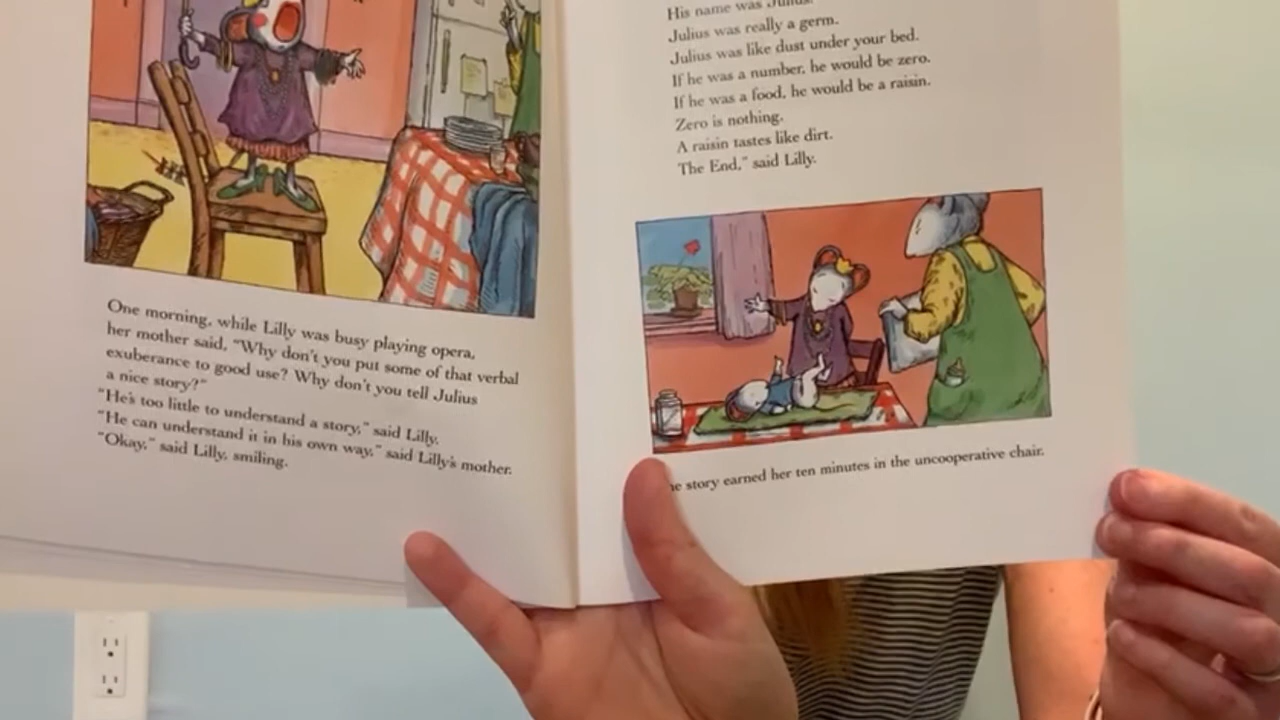 One morning, while Lilly was busy playing opera,
her mother said, "Why don't you put some of that verbal
exuberance to good use? Why don't you tell Julius
a nice story?"
"He's too little to understand a story," said Lilly.
"He can understand it in his own way," said Lilly's mother.
"Okay," said Lilly, smiling.
His name was Julius.
Julius was really a germ.
Julius was like dust under your bed.
If he was a number, he would be zero.
If he was a food, he would be a raisin.
Zero is nothing.
A raisin tastes like dirt.
The End," said Lilly.
story earned her ten minutes in the uncooperative chair.